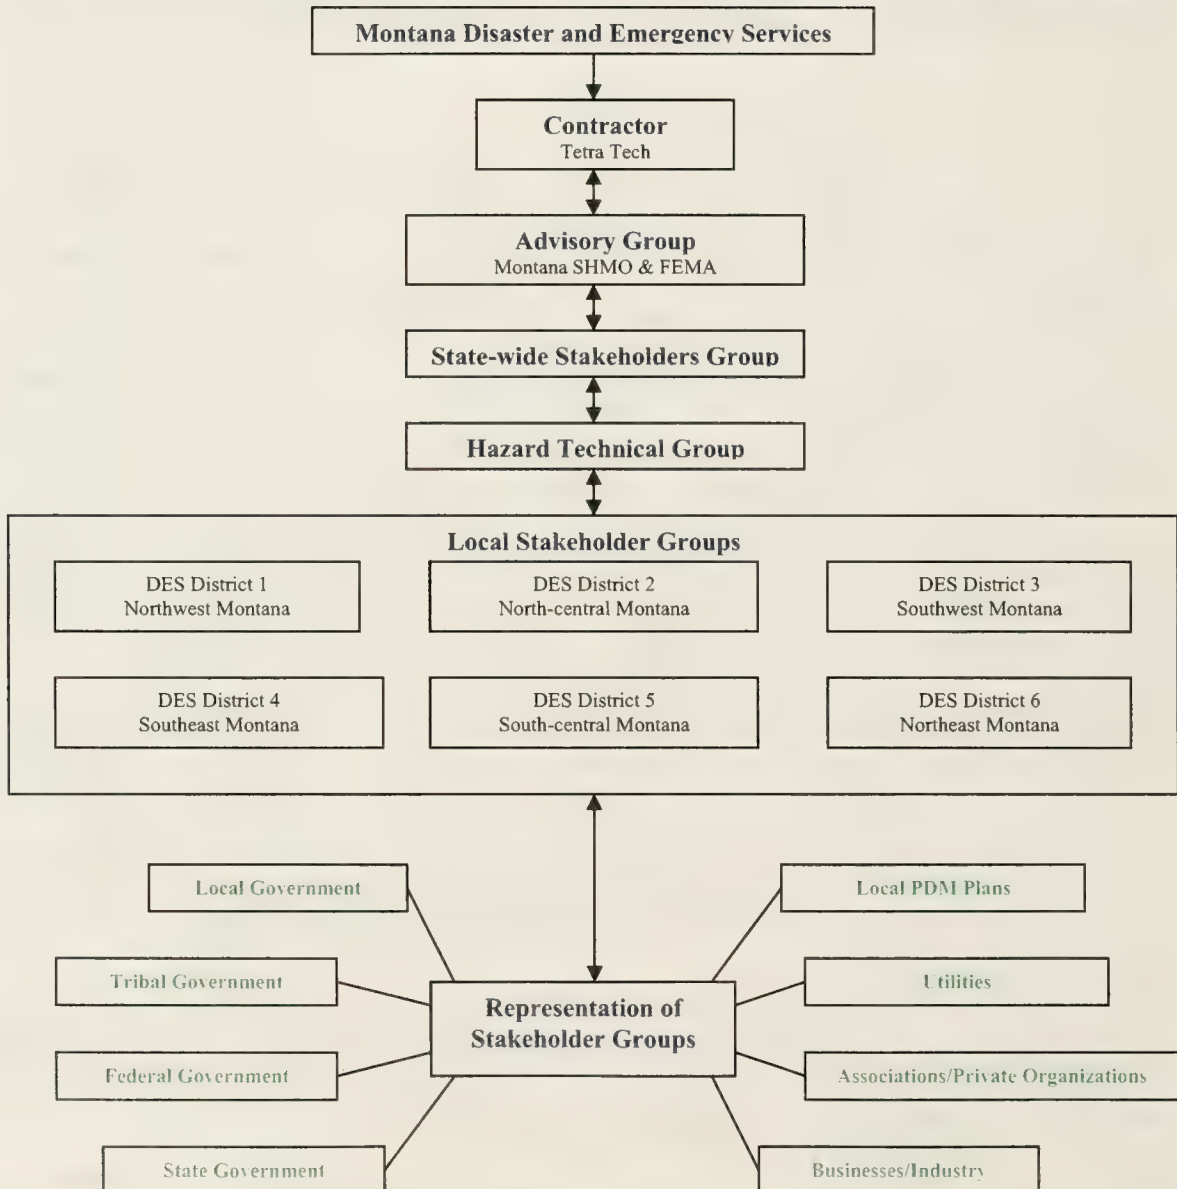 Montana Disaster and Emergency Services
Contractor
Tetra Tech
Advisory Group
Montana SHMO & FEMA
State-wide Stakeholders Group
Hazard Technical Group
Local Stakeholder Groups
DES District 1
Northwest Montana
DES District 2
North-central Montana
DES District 3
Southwest Montana
DES District 4
Southeast Montana
DES District 5
South-central Montana
DES District 6
Northeast Montana
Local Government
Local PDM Plans
Tribal Government
Utilities
Representation of
Stakeholder Groups
Federal Government
Associations/Private Organizations
State Government
Businesses/Industry